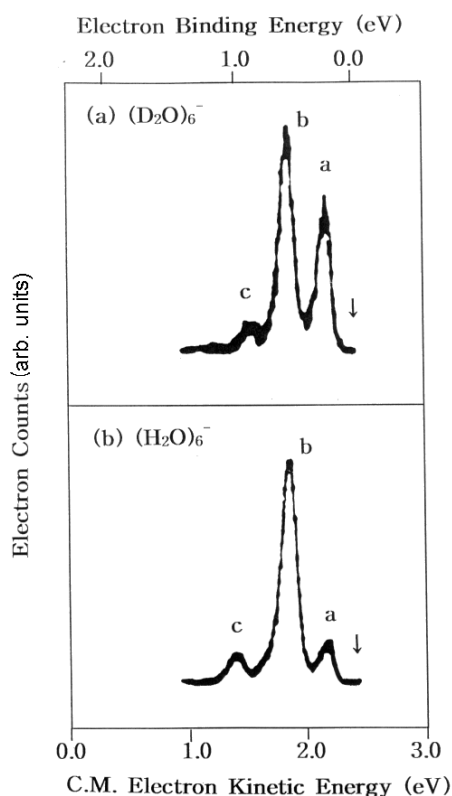 Electron Binding Energy (eV)
2.0 1.0 0.0
(a) (D₂O)₆⁻
b
a
c
↓
Electron Counts (arb. units)
(b) (H₂O)₆⁻
b
c
a
↓
0.0 1.0 2.0 3.0
C.M. Electron Kinetic Energy (eV)